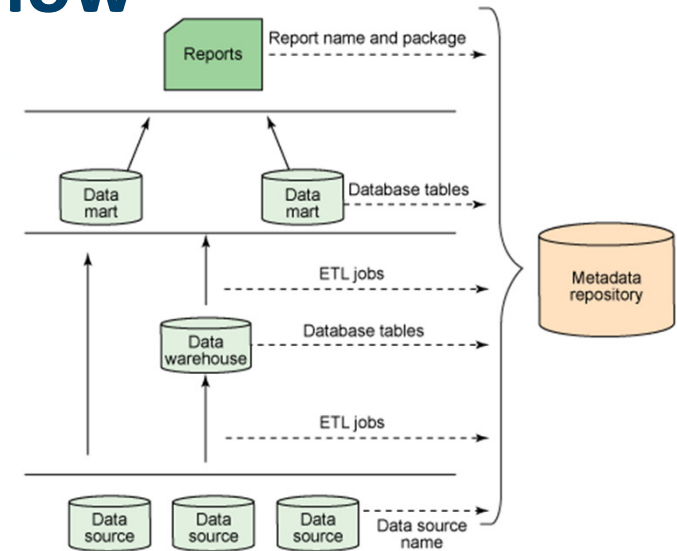 Reports
Report name and package
Data
mart
Data
mart
Database tables
ETL jobs
Data
warehouse
Database tables
ETL jobs
Data
source
Data
source
Data
source
Data source
name
Metadata
repository